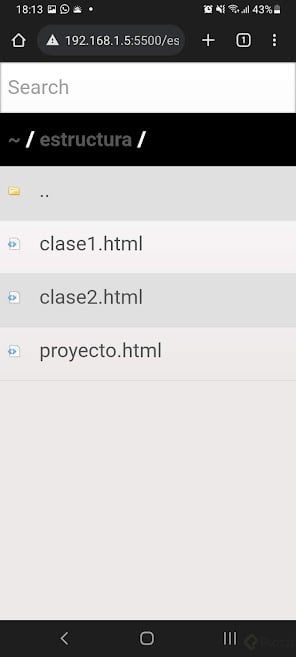 18:13 43%
192.168.1.5:5500/es 1
Search
~ / estructura /
..
clase1.html
clase2.html
proyecto.html